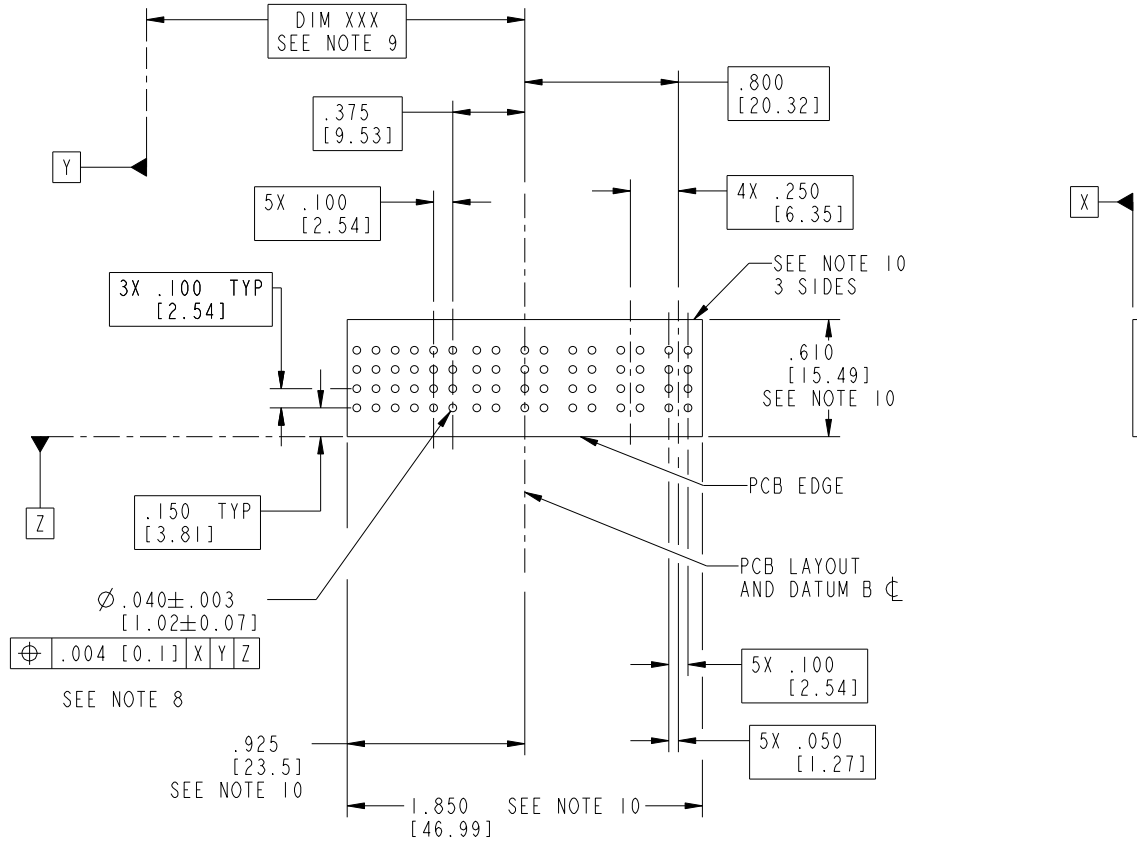 DIM XXX
SEE NOTE 9
.800
[20.32]
.375
[9.53]
Y
5X .100
[2.54]
4X .250
[6.35]
X
SEE NOTE 10
3 SIDES
3X .100 TYP
[2.54]
.610
[15.49]
SEE NOTE 10
PCB EDGE
Z
.150 TYP
[3.81]
PCB LAYOUT
AND DATUM B ℄
Ø.040±.003
[1.02±0.07]
⌖ .004 [0.1] X Y Z
SEE NOTE 8
5X .100
[2.54]
.925
[23.5]
SEE NOTE 10
5X .050
[1.27]
1.850 SEE NOTE 10
[46.99]